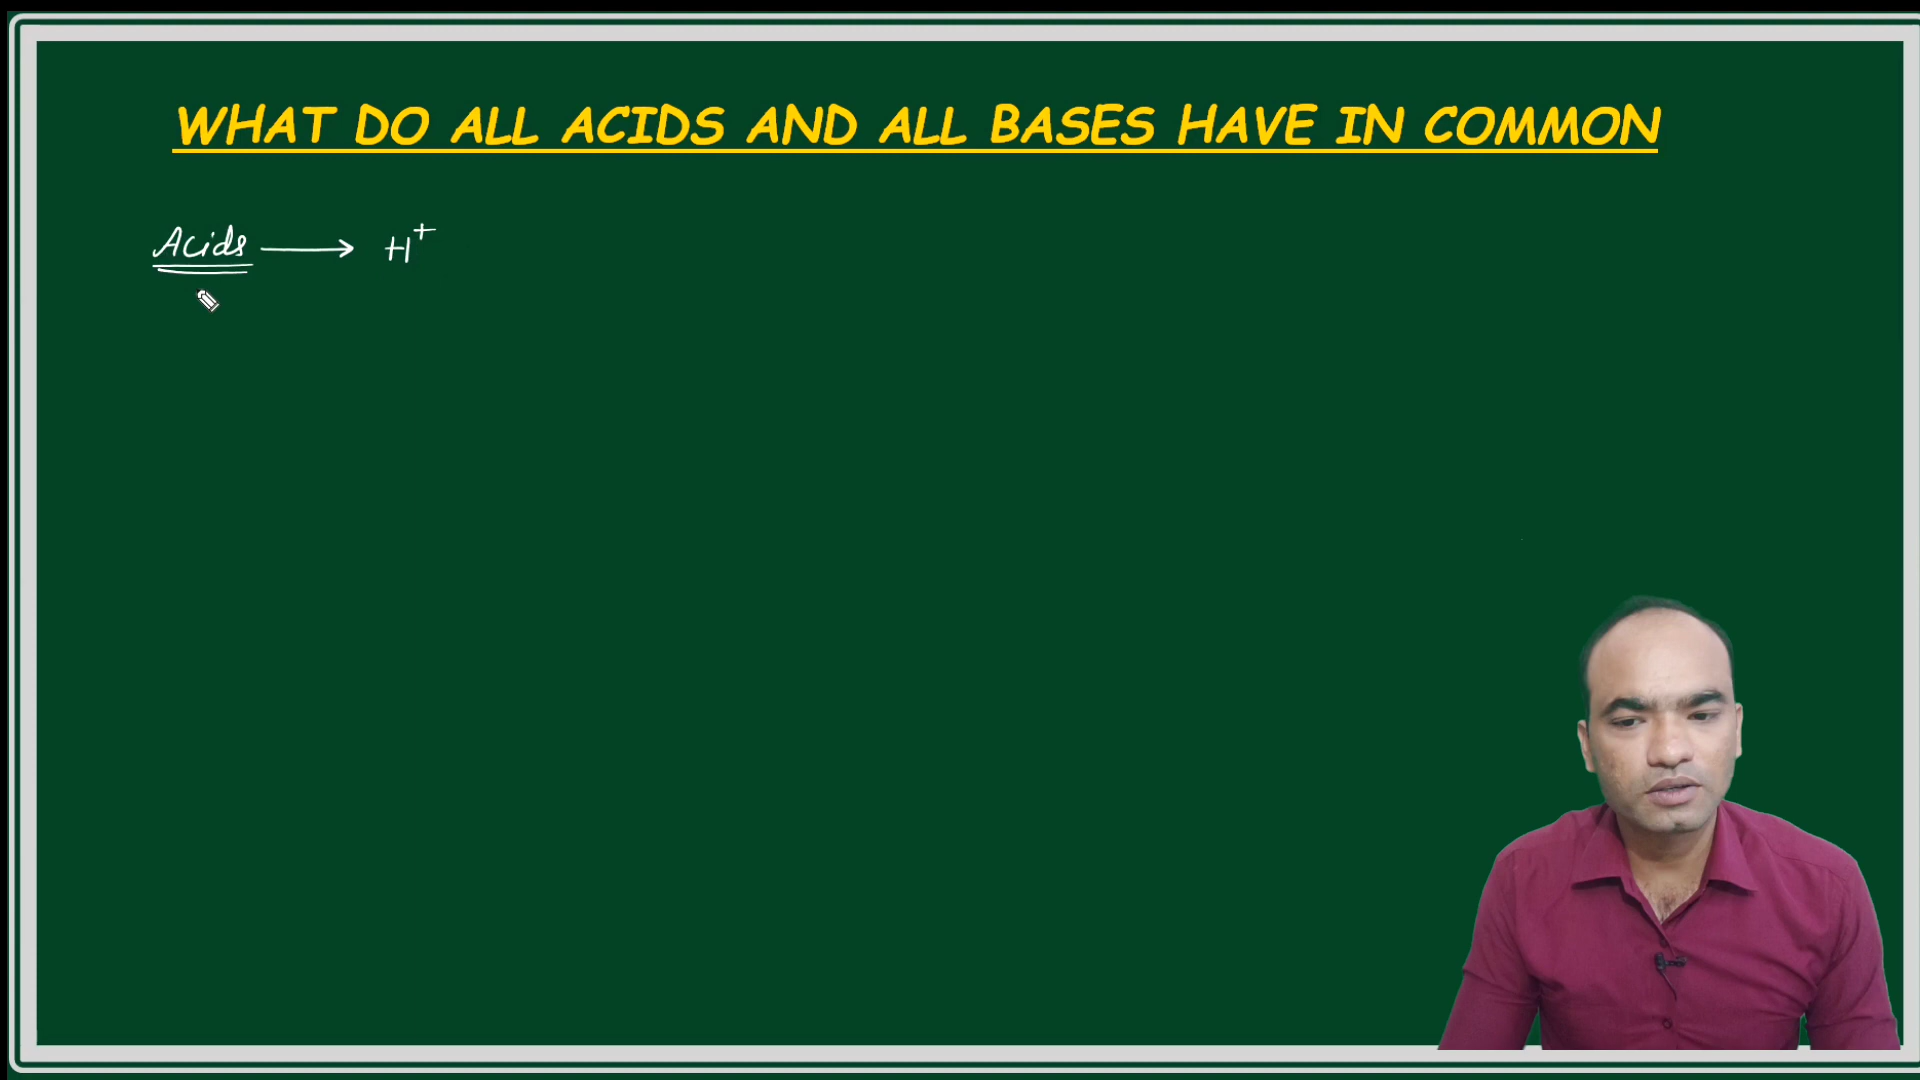 WHAT DO ALL ACIDS AND ALL BASES HAVE IN COMMON
Acids → H⁺